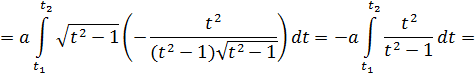 = a ∫_{t₁}^{t₂} √(t² − 1) (− t² / ((t² − 1)√(t² − 1))) dt = −a ∫_{t₁}^{t₂} t² / (t² − 1) dt =